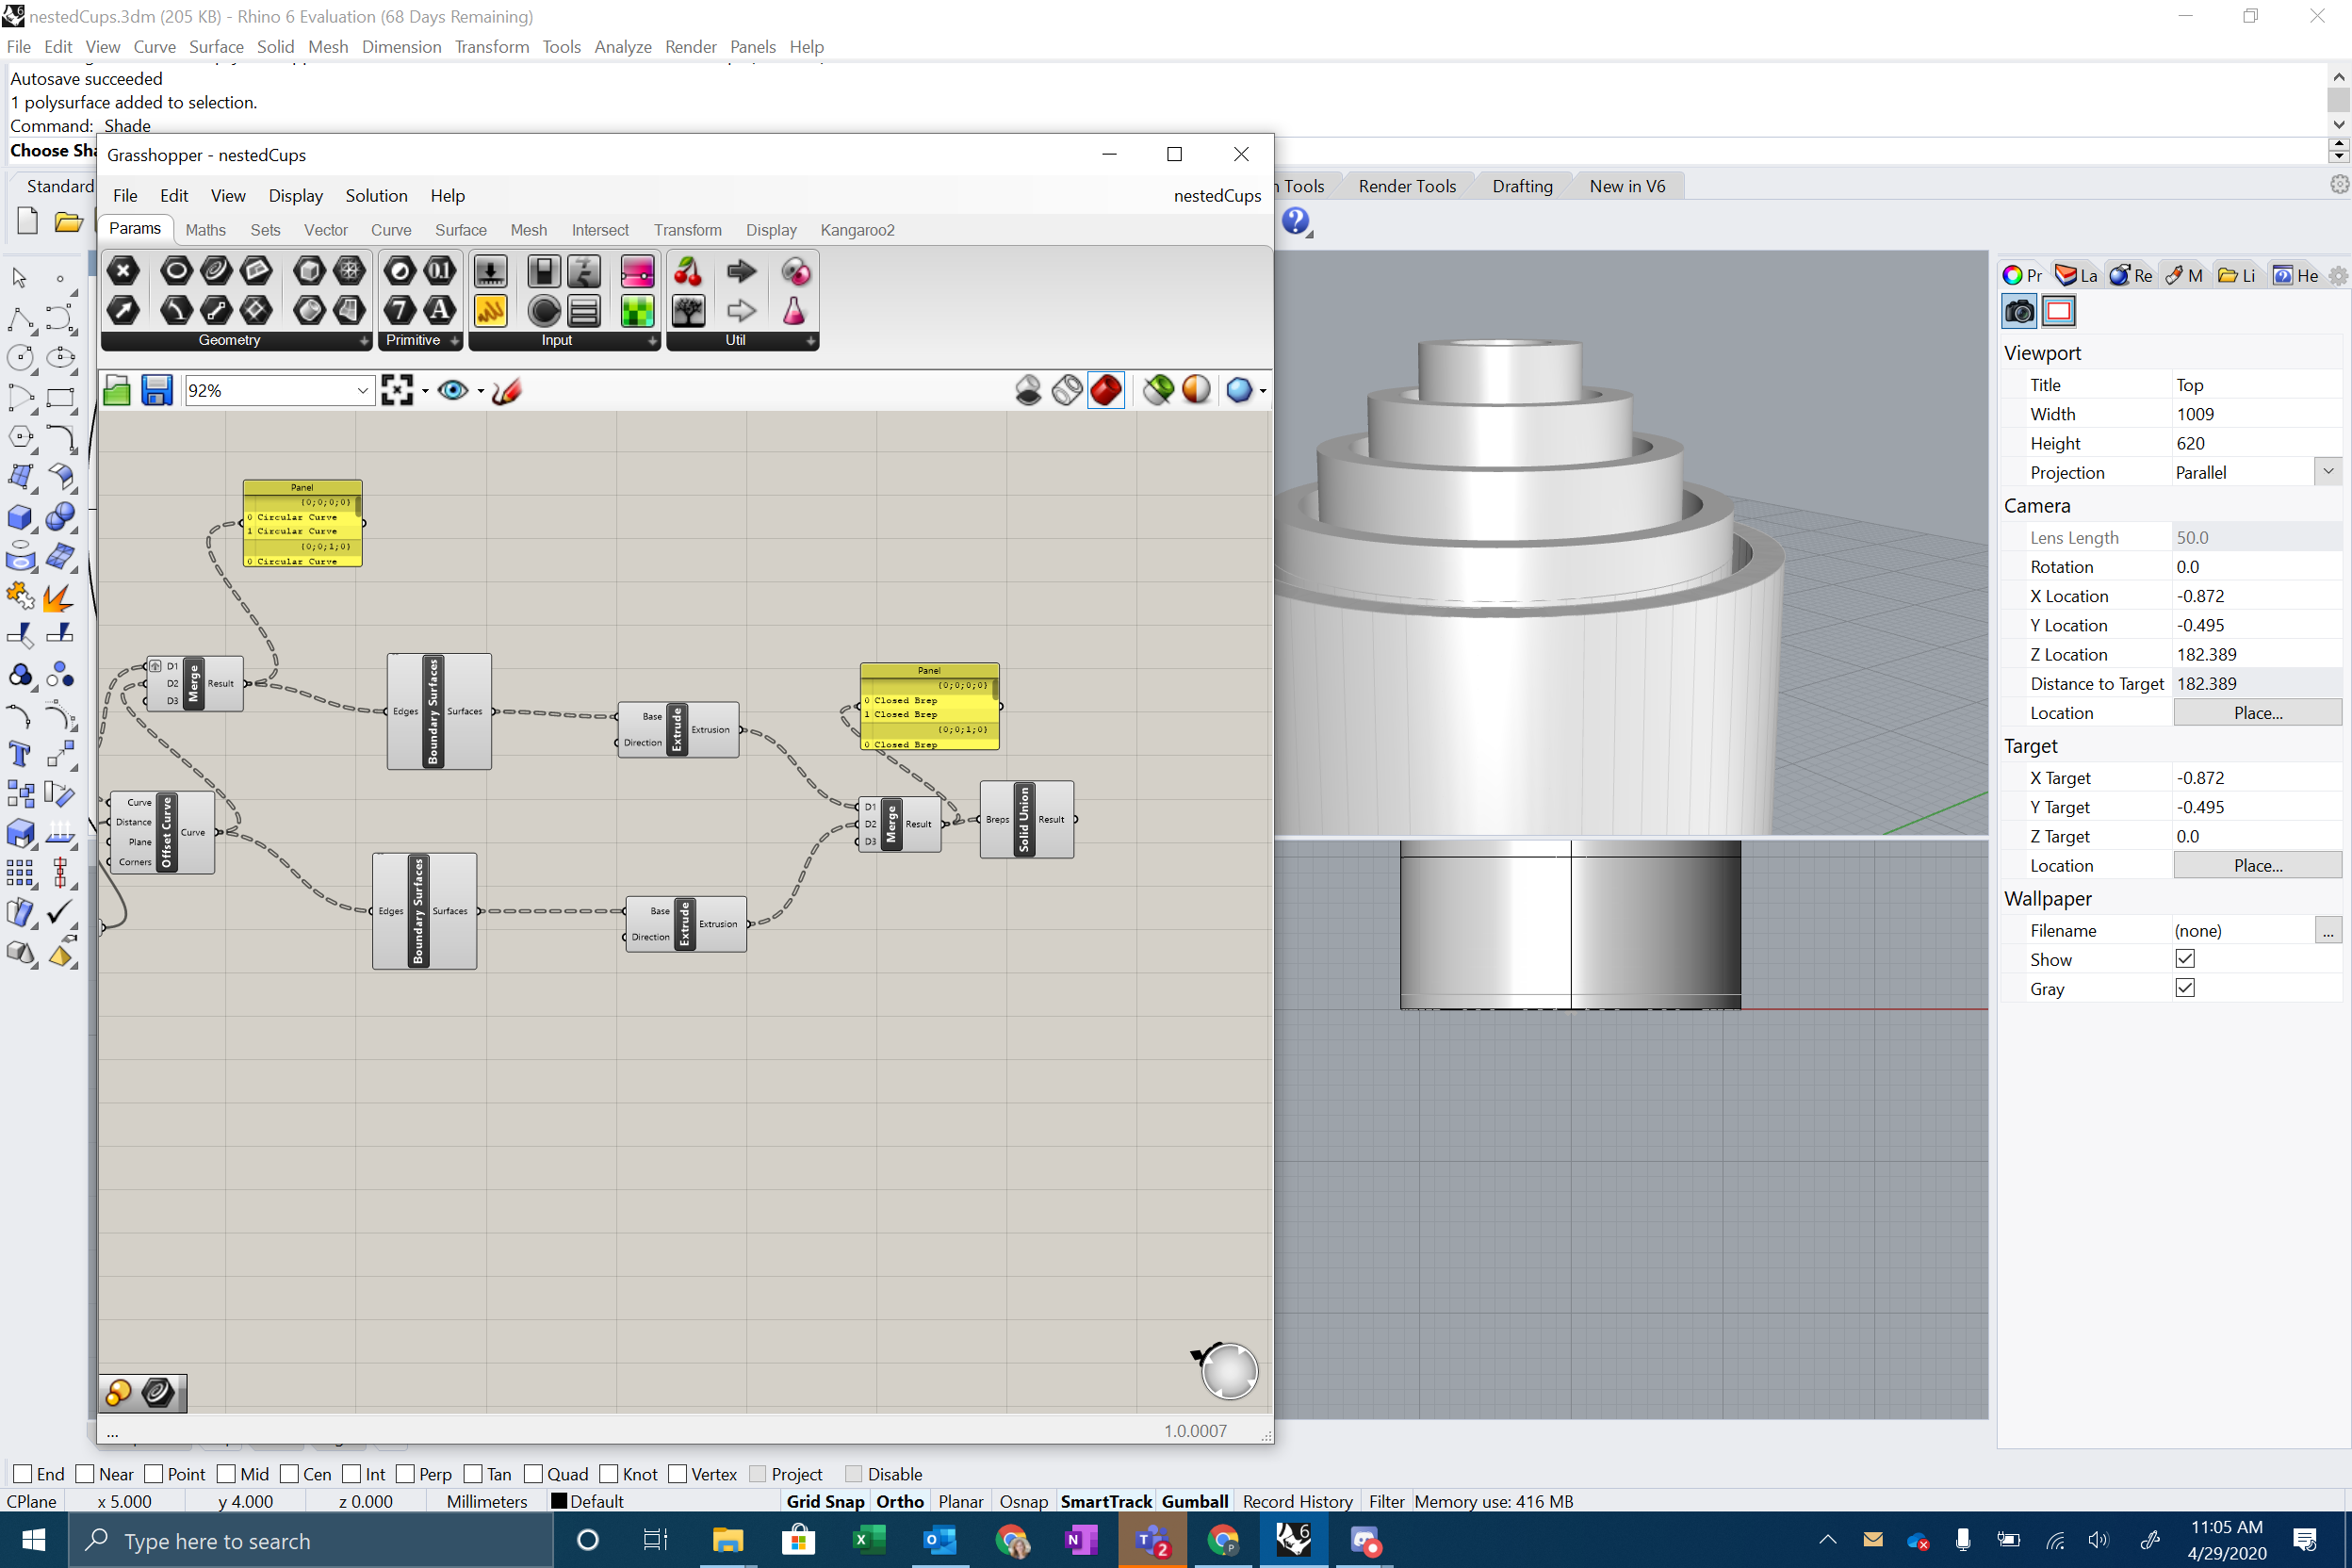 nestedCups.3dm (205 KB) - Rhino 6 Evaluation (68 Days Remaining)
File Edit View Curve Surface Solid Mesh Dimension Transform Tools Analyze Render Panels Help
Autosave succeeded
1 polysurface added to selection.
Command: _Shade
Choose Sha
Grasshopper - nestedCups
Standard
n Tools Render Tools Drafting New in V6
File Edit View Display Solution Help nestedCups
Params Maths Sets Vector Curve Surface Mesh Intersect Transform Display Kangaroo2
Geometry Primitive Input Util
92%
Panel
{0;0;0;0}
0 Circular Curve
1 Circular Curve
{0;0;1;0}
0 Circular Curve
D1
D2
D3
Merge
Result
Edges
Boundary Surfaces
Surfaces
Base
Direction
Extrude
Extrusion
Panel
{0;0;0;0}
0 Closed Brep
1 Closed Brep
{0;0;1;0}
0 Closed Brep
Curve
Distance
Plane
Corners
Offset Curve
Curve
D1
D2
D3
Merge
Result
Breps
Solid Union
Result
Edges
Boundary Surfaces
Surfaces
Base
Direction
Extrude
Extrusion
... 1.0.0007
Pr La Re M Li He
Viewport
Title Top
Width 1009
Height 620
Projection Parallel
Camera
Lens Length 50.0
Rotation 0.0
X Location -0.872
Y Location -0.495
Z Location 182.389
Distance to Target 182.389
Location Place...
Target
X Target -0.872
Y Target -0.495
Z Target 0.0
Location Place...
Wallpaper
Filename (none) ...
Show
Gray
End Near Point Mid Cen Int Perp Tan Quad Knot Vertex Project Disable
CPlane x 5.000 y 4.000 z 0.000 Millimeters Default Grid Snap Ortho Planar Osnap SmartTrack Gumball Record History Filter Memory use: 416 MB
Type here to search
11:05 AM
4/29/2020